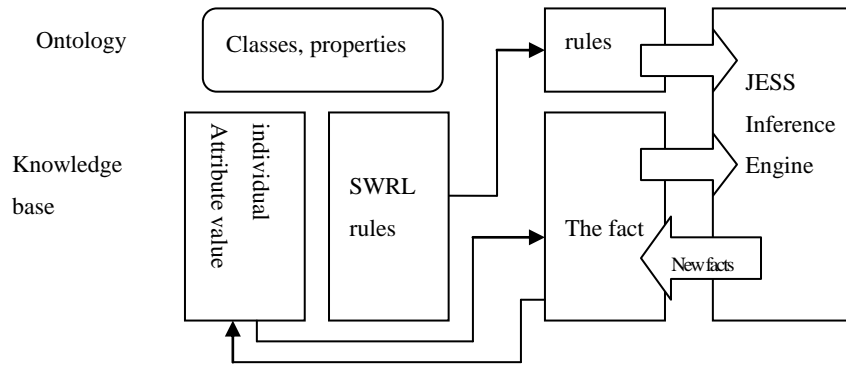 Ontology
Classes, properties
rules
JESS
Inference
Engine
Knowledge
base
individual
Attribute value
SWRL
rules
The fact
New facts